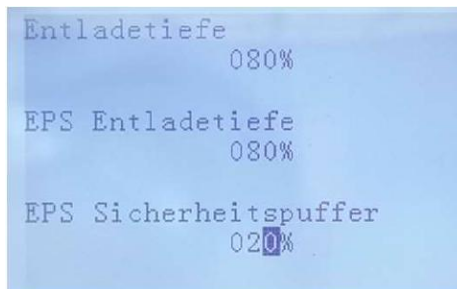 Entladetiefe
080%
EPS Entladetiefe
080%
EPS Sicherheitspuffer
020%